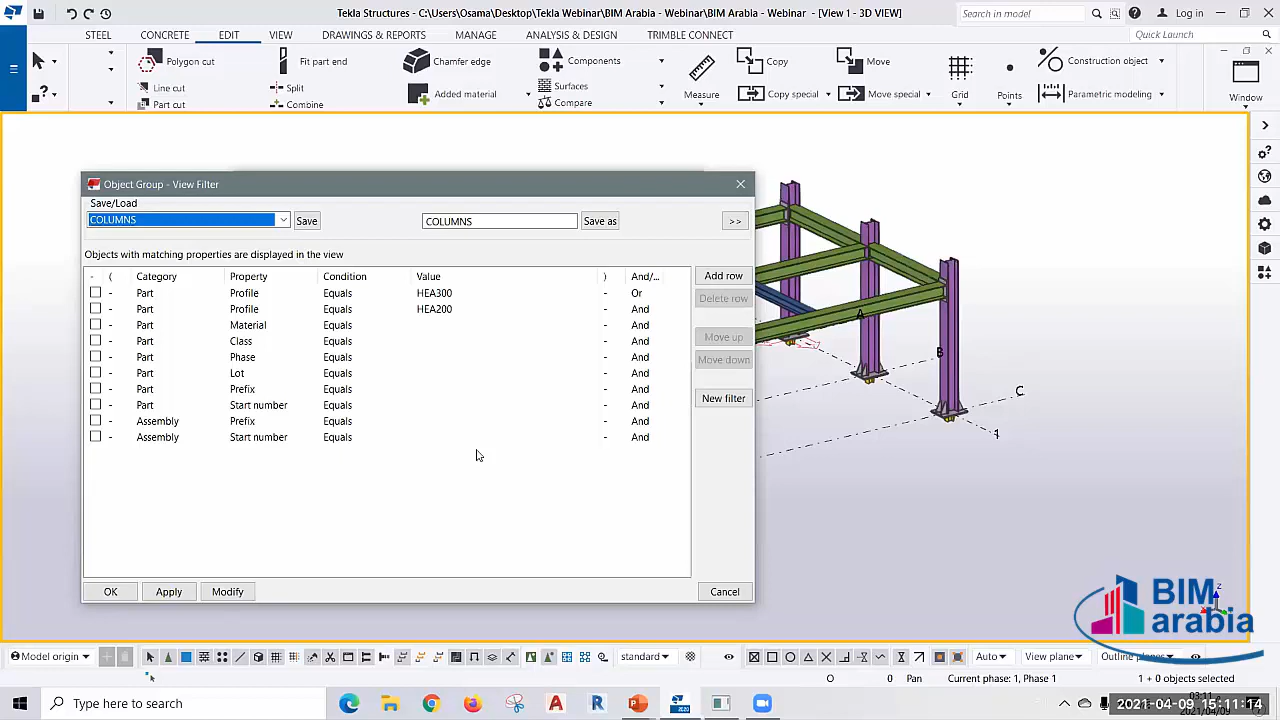 Tekla Structures - C:\Users\Osama\Desktop\Tekla Webinar\BIM Arabia - Webinar\BIM Arabia - Webinar - [View 1 - 3D
Search in model
Log in
STEEL CONCRETE EDIT VIEW DRAWINGS & REPORTS MANAGE ANALYSIS & DESIGN TRIMBLE CONNECT
Quick Launch
Polygon cut Fit part end Chamfer edge Components Copy Move Construction object
Line cut Split Added material Surfaces Measure Copy special Move special Grid Points Parametric modeling Window
Part cut Combine Compare
Object Group - View Filter
Save/Load
COLUMNS Save COLUMNS Save as >>
Objects with matching properties are displayed in the view
- ( Category Property Condition Value ) And/... Add row
- Part Profile Equals HEA300 - Or Delete row
- Part Profile Equals HEA200 - And
- Part Material Equals - And Move up
- Part Class Equals - And
- Part Phase Equals - And Move down
- Part Lot Equals - And
- Part Prefix Equals - And New filter
- Part Start number Equals - And
- Assembly Prefix Equals - And
- Assembly Start number Equals - And
OK Apply Modify Cancel
A
B
C
1
z
BIM
arabia
Model origin standard Auto View plane Outline planes
O 0 Pan Current phase: 1, Phase 1 1 + 0 objects selected
Type here to search
03:11
2021-04-09 15:11:14